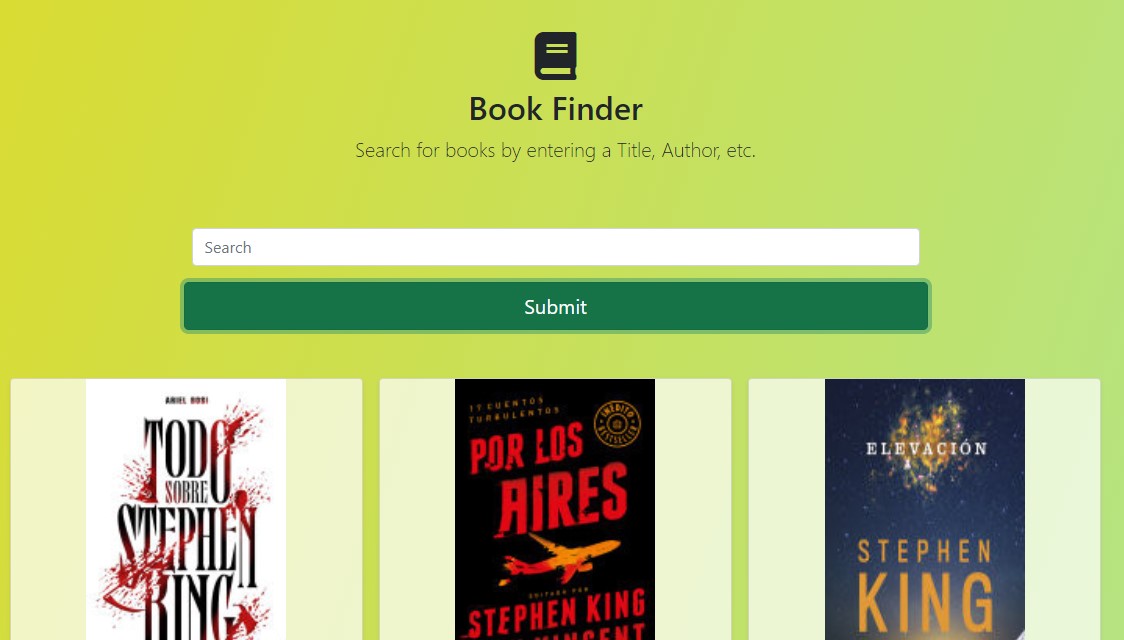 Book Finder
Search for books by entering a Title, Author, etc.
Search
Submit
ARIEL BOSI
TODO
SOBRE
STEPHEN
KING
17 CUENTOS
TURBULENTOS
INÉDITO
BESTSELLER
POR LOS
AIRES
EDITADO POR
STEPHEN KING
VINCENT
ELEVACIÓN
STEPHEN
KING